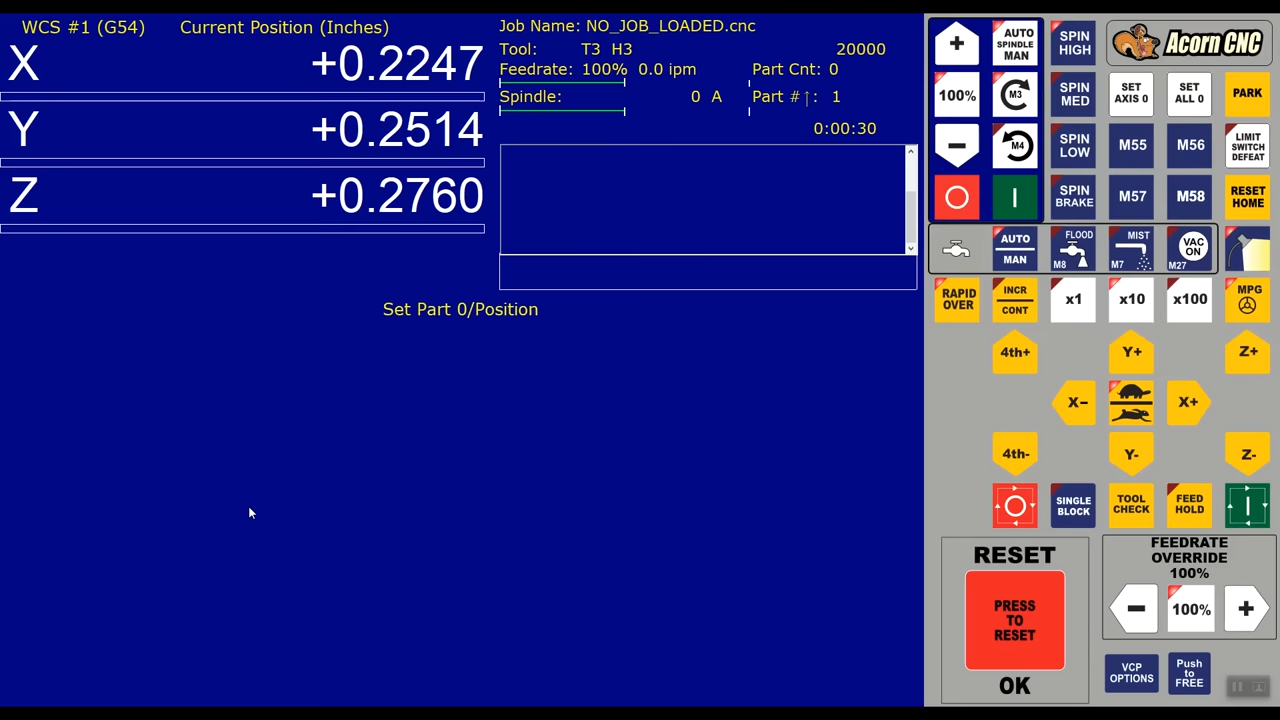 WCS #1 (G54) Current Position (Inches)
X +0.2247
Y +0.2514
Z +0.2760
Job Name: NO_JOB_LOADED.cnc
Tool: T3 H3 20000
Feedrate: 100% 0.0 ipm Part Cnt: 0
Spindle: 0 A Part #↑: 1
0:00:30
Set Part 0/Position
+ AUTO SPINDLE MAN SPIN HIGH Acorn CNC
100% M3 SPIN MED SET AXIS 0 SET ALL 0 PARK
− M4 SPIN LOW M55 M56 LIMIT SWITCH DEFEAT
SPIN BRAKE M57 M58 RESET HOME
AUTO MAN FLOOD M8 MIST M7 VAC ON M27
RAPID OVER INCR CONT x1 x10 x100 MPG
4th+ Y+ Z+
X− X+
4th- Y- Z-
SINGLE BLOCK TOOL CHECK FEED HOLD
RESET
PRESS
TO
RESET
OK
FEEDRATE
OVERRIDE
100%
− 100% +
VCP OPTIONS Push to FREE